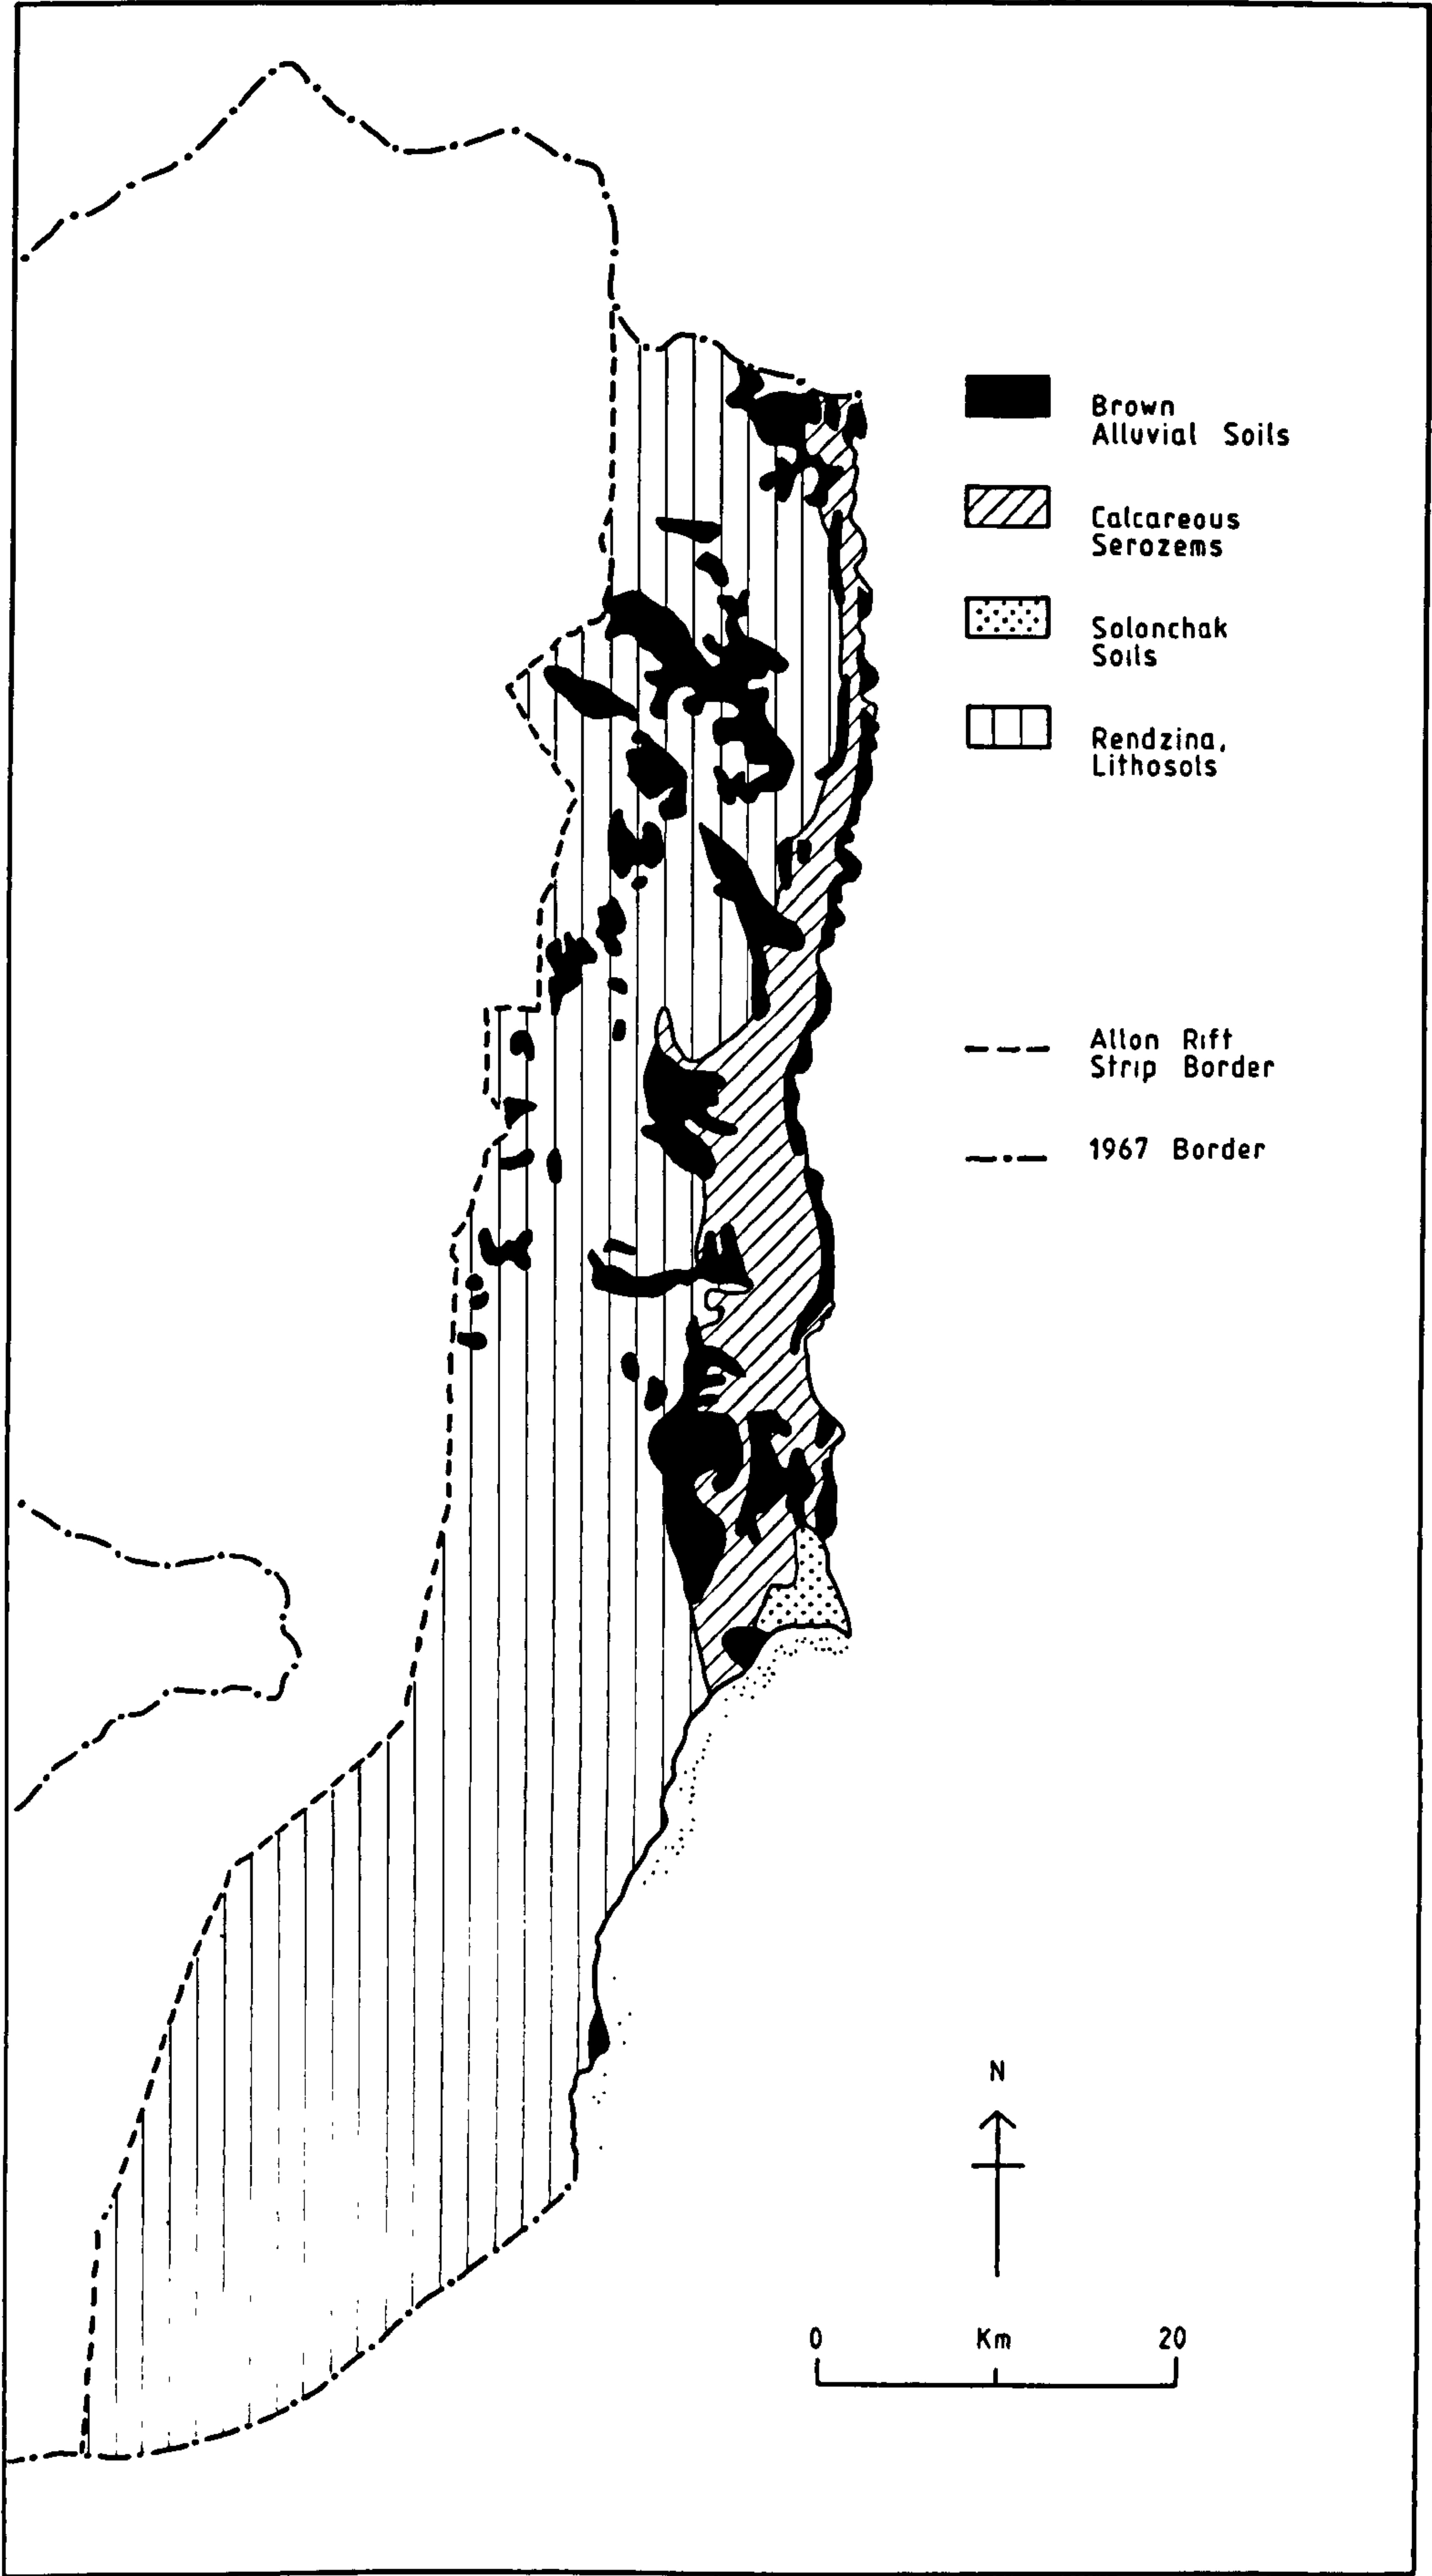 Brown
Alluvial Soils
Calcareous
Serozems
Solonchak
Soils
Rendzina,
Lithosols
Allon Rift
Strip Border
1967 Border
N
0 Km 20